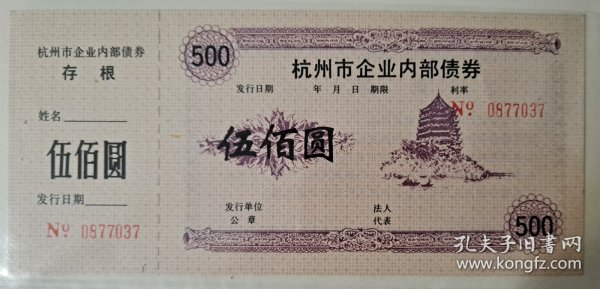 杭州市企业内部债券
存 根
姓名
伍佰圆
发行日期
Nº 0877037
500
杭州市企业内部债券
发行日期 年 月 日 期限 利率
Nº 0877037
伍佰圆
发行单位 法人
公 章 代表
500
孔夫子旧书网
www.kongfz.com